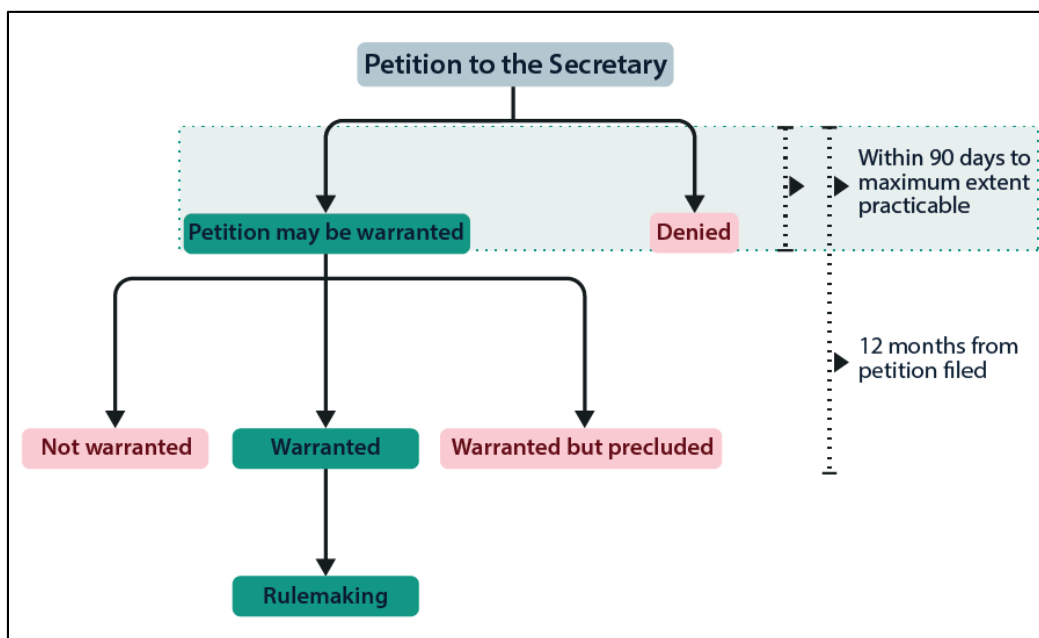 Petition to the Secretary
Within 90 days to
maximum extent
practicable
Petition may be warranted
Denied
12 months from
petition filed
Not warranted
Warranted
Warranted but precluded
Rulemaking